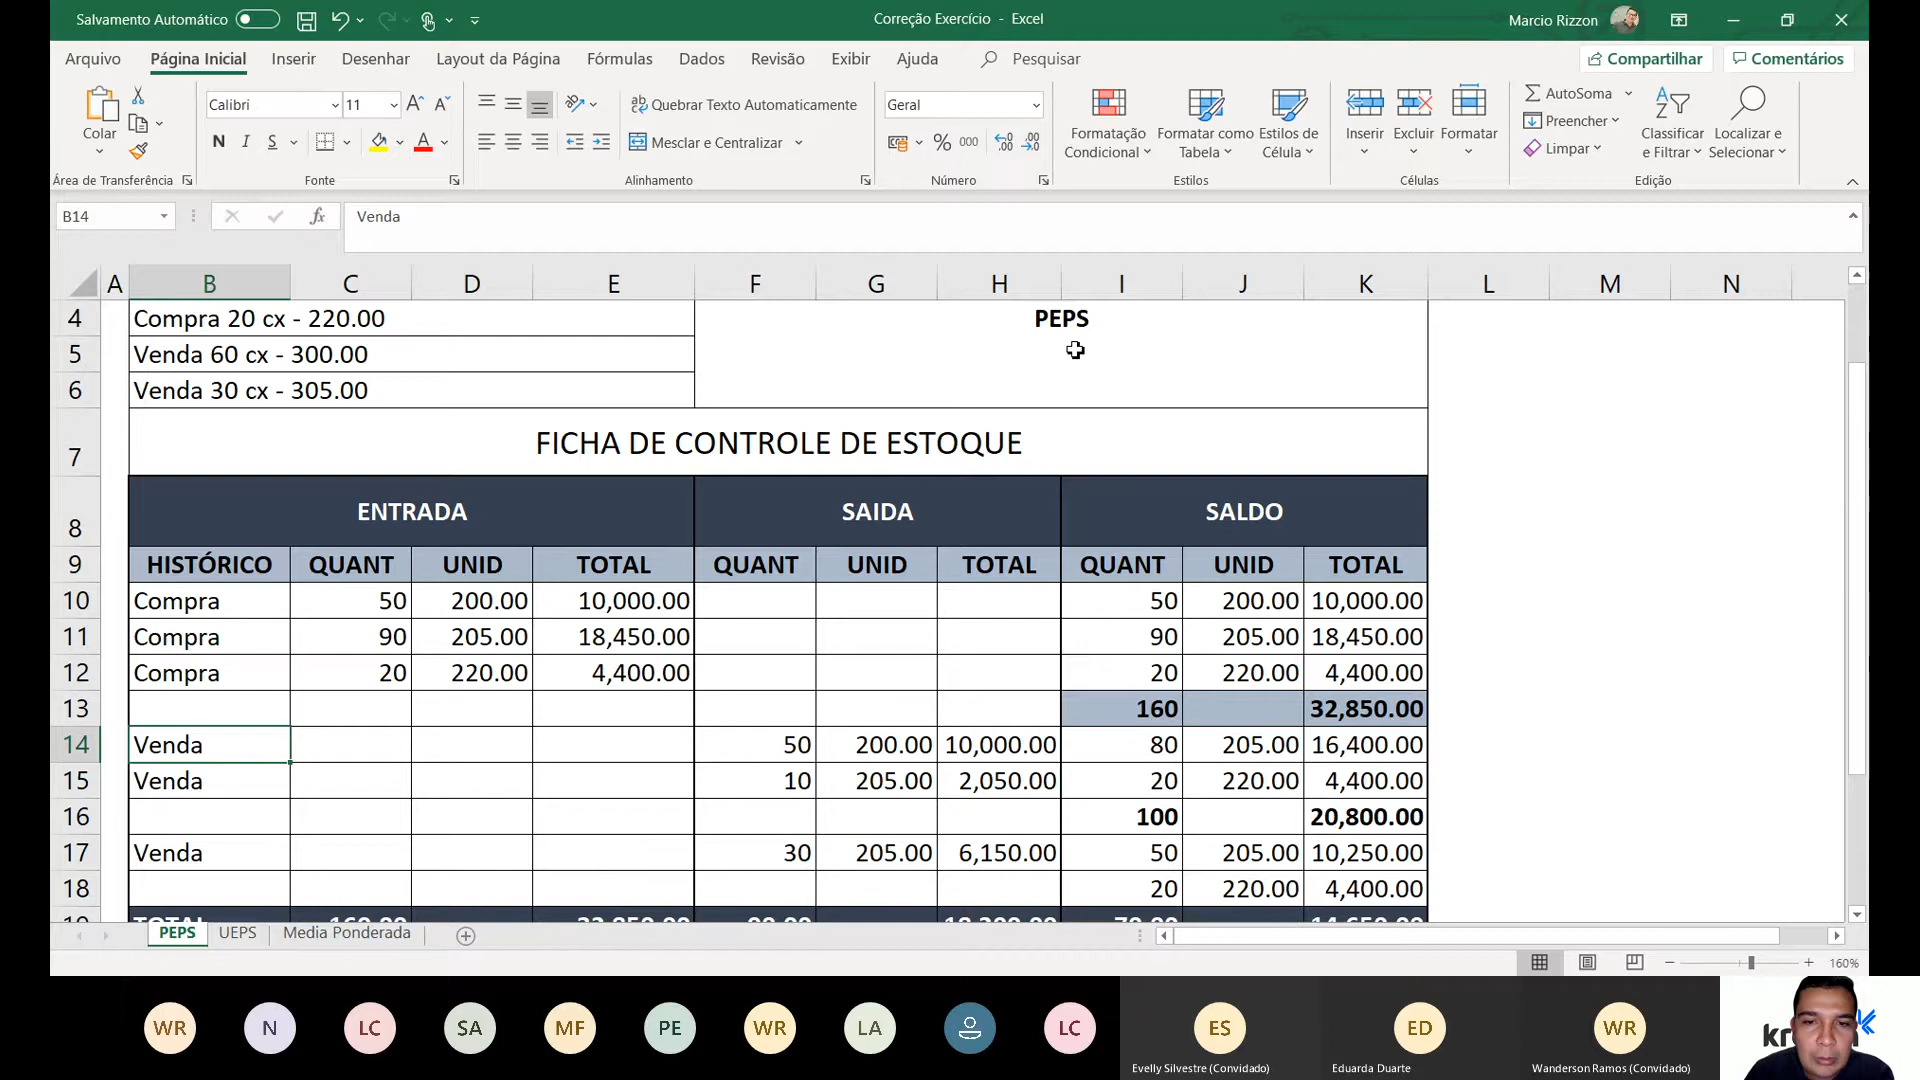 Salvamento Automático
Correção Exercício - Excel
Marcio Rizzon
Arquivo Página Inicial Inserir Desenhar Layout da Página Fórmulas Dados Revisão Exibir Ajuda Pesquisar Compartilhar Comentários
Colar
Calibri 11
N I S
Quebrar Texto Automaticamente
Mesclar e Centralizar
Geral
% 000
Formatação Condicional
Formatar como Tabela
Estilos de Célula
Inserir Excluir Formatar
AutoSoma
Preencher
Limpar
Classificar e Filtrar
Localizar e Selecionar
Área de Transferência Fonte Alinhamento Número Estilos Células Edição
B14 fx Venda
A B C D E F G H I J K L M N
4 Compra 20 cx - 220.00 PEPS
5 Venda 60 cx - 300.00
6 Venda 30 cx - 305.00
7 FICHA DE CONTROLE DE ESTOQUE
8 ENTRADA SAIDA SALDO
9 HISTÓRICO QUANT UNID TOTAL QUANT UNID TOTAL QUANT UNID TOTAL
10 Compra 50 200.00 10,000.00 50 200.00 10,000.00
11 Compra 90 205.00 18,450.00 90 205.00 18,450.00
12 Compra 20 220.00 4,400.00 20 220.00 4,400.00
13 160 32,850.00
14 Venda 50 200.00 10,000.00 80 205.00 16,400.00
15 Venda 10 205.00 2,050.00 20 220.00 4,400.00
16 100 20,800.00
17 Venda 30 205.00 6,150.00 50 205.00 10,250.00
18 20 220.00 4,400.00
PEPS UEPS Media Ponderada
160%
WR N LC SA MF PE WR LA LC ES ED WR
Evelly Silvestre (Convidado) Eduarda Duarte Wanderson Ramos (Convidado)